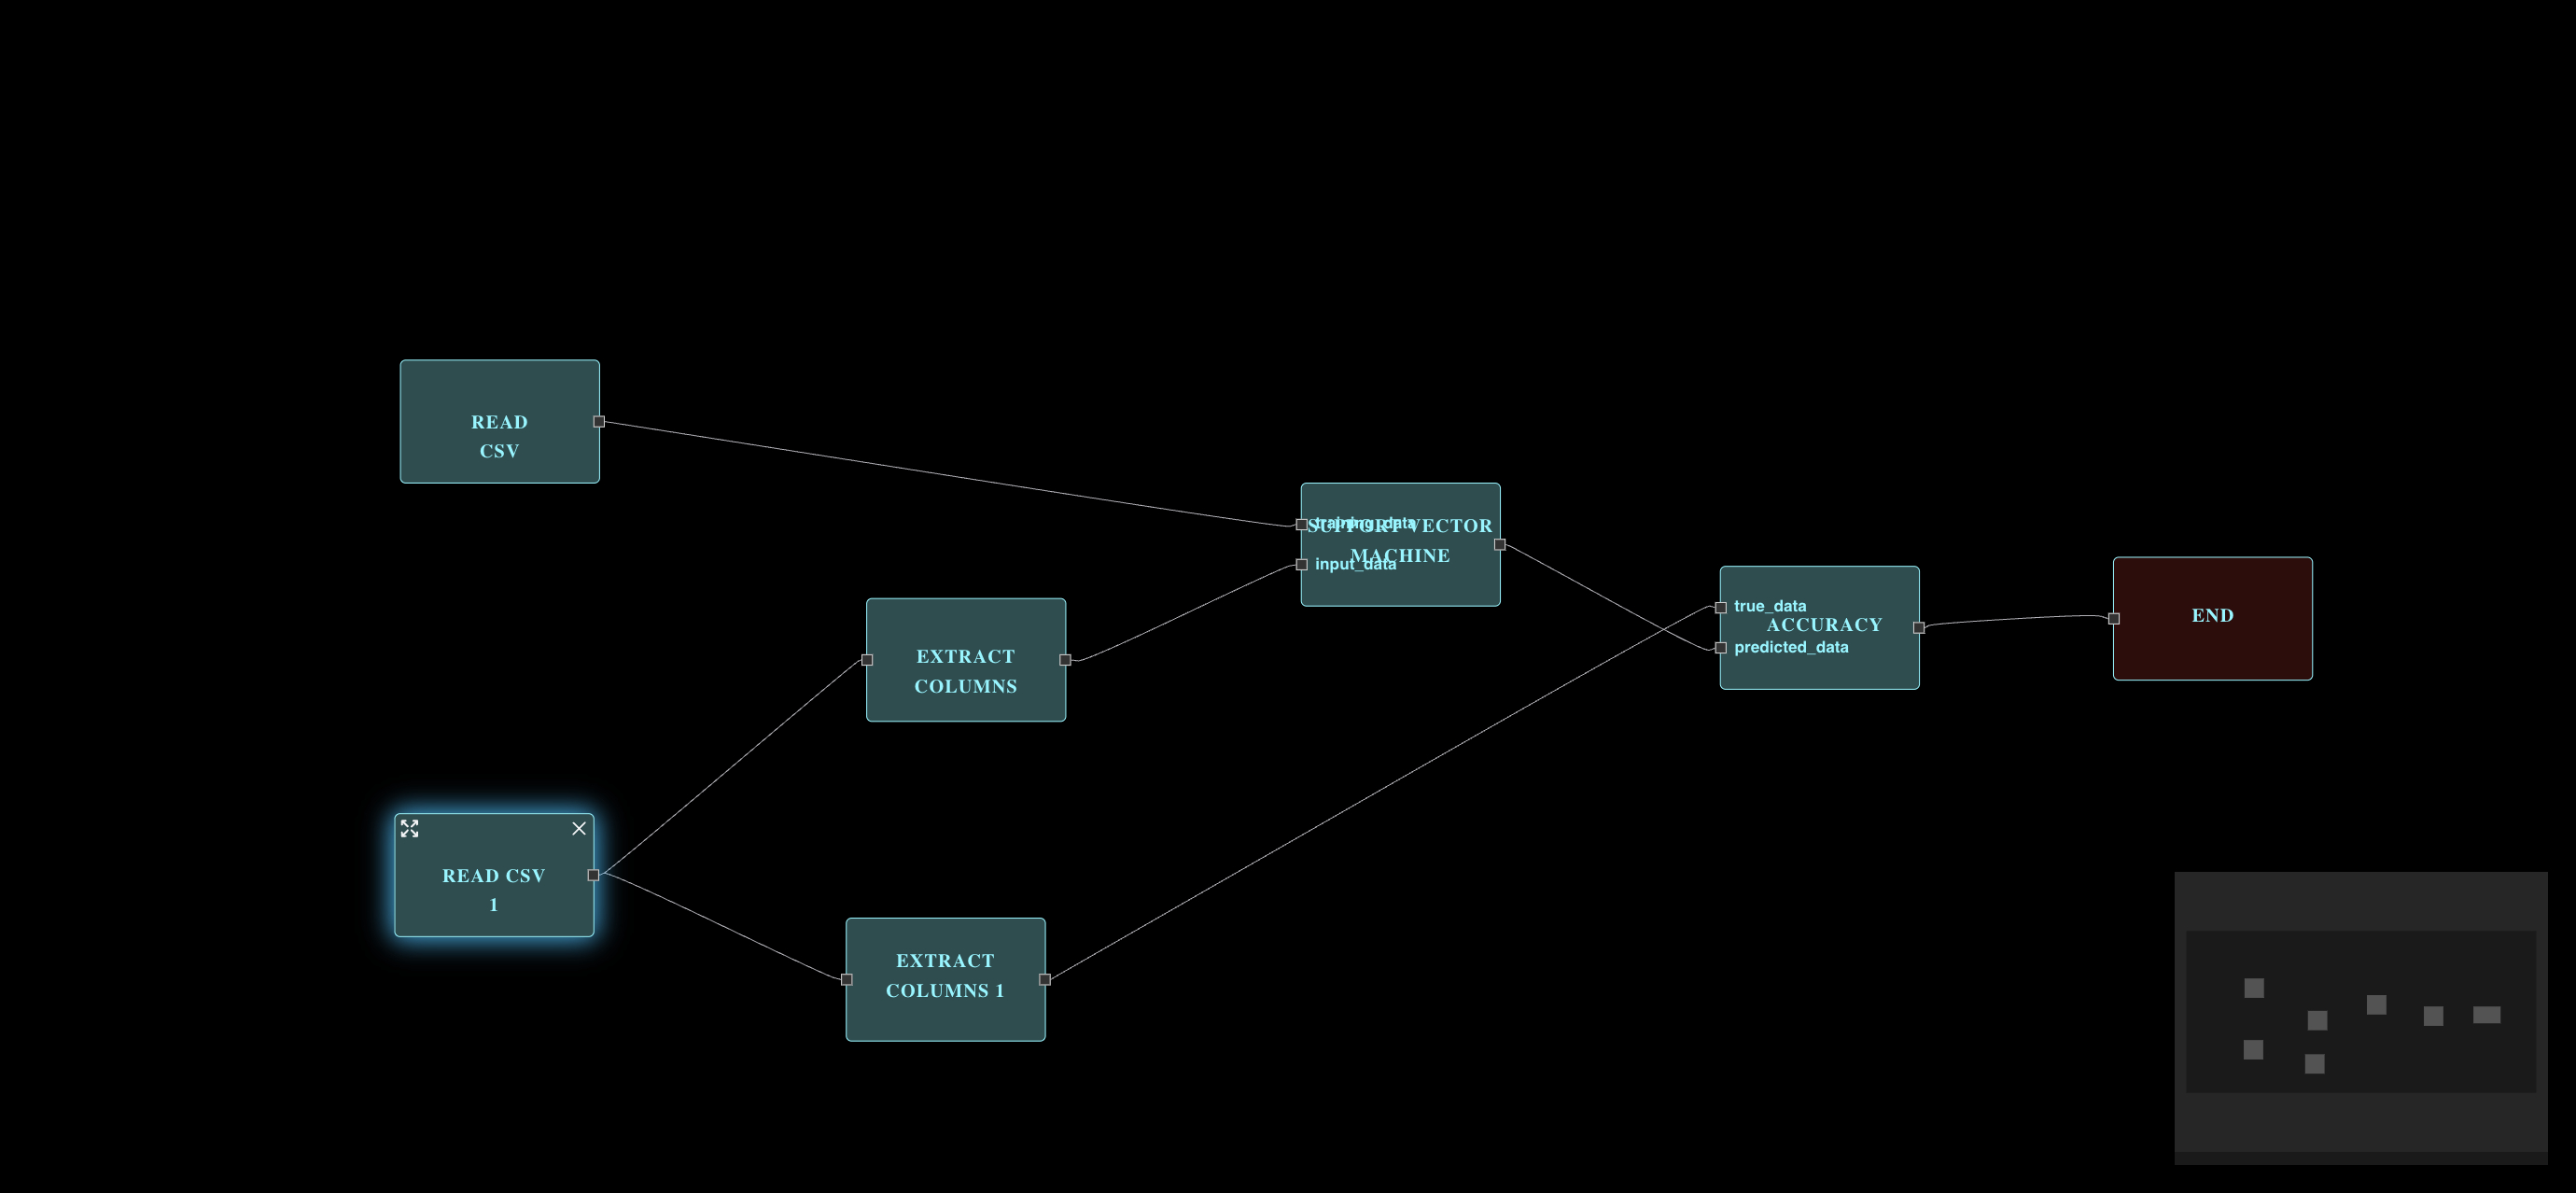 READ
CSV
training_data
SUPPORT VECTOR
MACHINE
input_data
EXTRACT
COLUMNS
true_data
ACCURACY
predicted_data
END
READ CSV
1
EXTRACT
COLUMNS 1